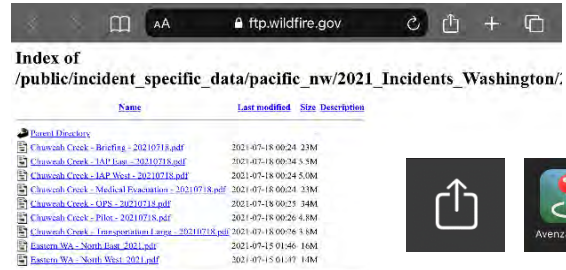 AA ftp.wildfire.gov
Index of
/public/incident_specific_data/pacific_nw/2021_Incidents_Washington/
Name Last modified Size Description
Parent Directory
Chuweah Creek - Briefing - 20210718.pdf 2021-07-18 00:24 23M
Chuweah Creek - IAP East - 20210718.pdf 2021-07-18 00:24 3.5M
Chuweah Creek - IAP West - 20210718.pdf 2021-07-18 00:24 5.0M
Chuweah Creek - Medical Evacuation - 20210718.pdf 2021-07-18 00:24 23M
Chuweah Creek - OPS - 20210718.pdf 2021-07-18 00:25 34M
Chuweah Creek - Pilot - 20210718.pdf 2021-07-18 00:26 4.8M
Chuweah Creek - Transportation Large - 20210718.pdf 2021-07-18 00:26 3.8M
Eastern WA - North East_2021.pdf 2021-07-15 01:46 16M
Eastern WA - North West_2021.pdf 2021-07-15 01:47 14M
Avenz